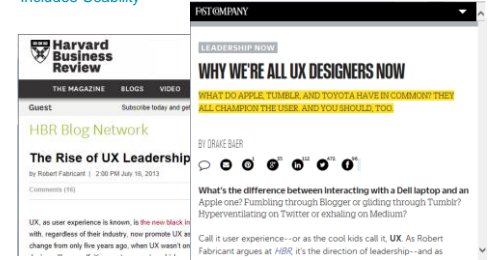 Includes Usability
Harvard
Business
Review
THE MAGAZINE BLOGS VIDEO
Guest Subscribe today and get
HBR Blog Network
The Rise of UX Leadership
by Robert Fabricant | 2:00 PM July 16, 2013
Comments (16)
UX, as user experience is known, is the new black in
with, regardless of their industry, now promote UX as
change from only five years ago, when UX wasn't on
FAST COMPANY
LEADERSHIP NOW
WHY WE'RE ALL UX DESIGNERS NOW
WHAT DO APPLE, TUMBLR, AND TOYOTA HAVE IN COMMON? THEY
ALL CHAMPION THE USER. AND YOU SHOULD, TOO.
BY DRAKE BAER
What's the difference between interacting with a Dell laptop and an
Apple one? Fumbling through Blogger or gliding through Tumblr?
Hyperventilating on Twitter or exhaling on Medium?
Call it user experience--or as the cool kids call it, UX. As Robert
Fabricant argues at HBR, it's the direction of leadership--and as